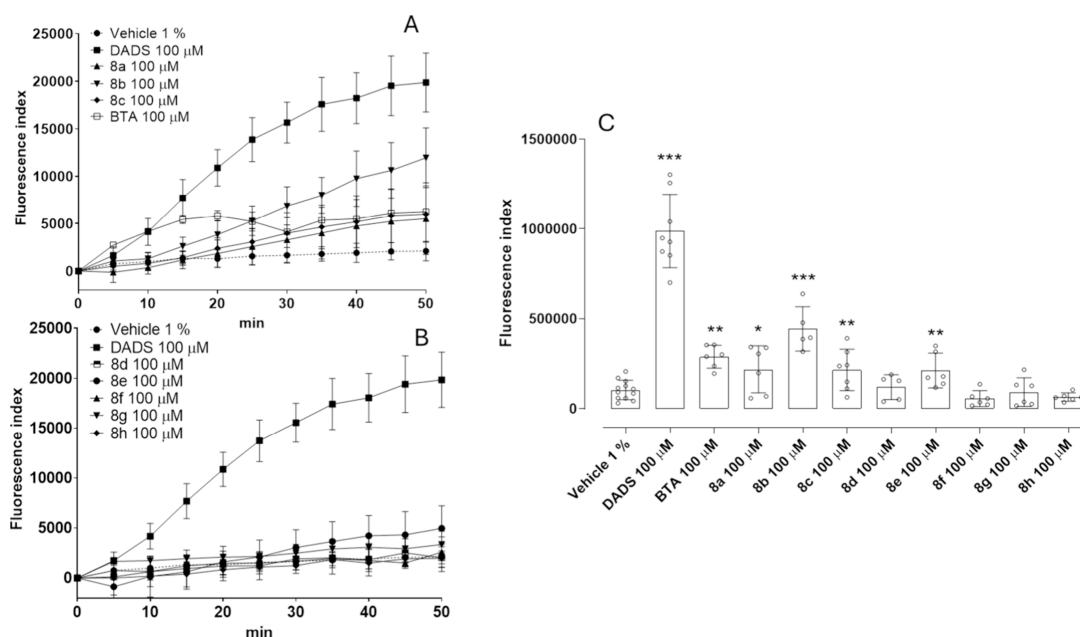 A
25000
20000
15000
10000
5000
0
Fluorescence index
Vehicle 1 %
DADS 100 μM
8a 100 μM
8b 100 μM
8c 100 μM
BTA 100 μM
0 10 20 30 40 50
min
B
25000
20000
15000
10000
5000
0
Fluorescence index
Vehicle 1 %
DADS 100 μM
8d 100 μM
8e 100 μM
8f 100 μM
8g 100 μM
8h 100 μM
0 10 20 30 40 50
min
C
1500000
1000000
500000
0
Fluorescence index
***
**
*
***
**
**
Vehicle 1 %
DADS 100 μM
BTA 100 μM
8a 100 μM
8b 100 μM
8c 100 μM
8d 100 μM
8e 100 μM
8f 100 μM
8g 100 μM
8h 100 μM